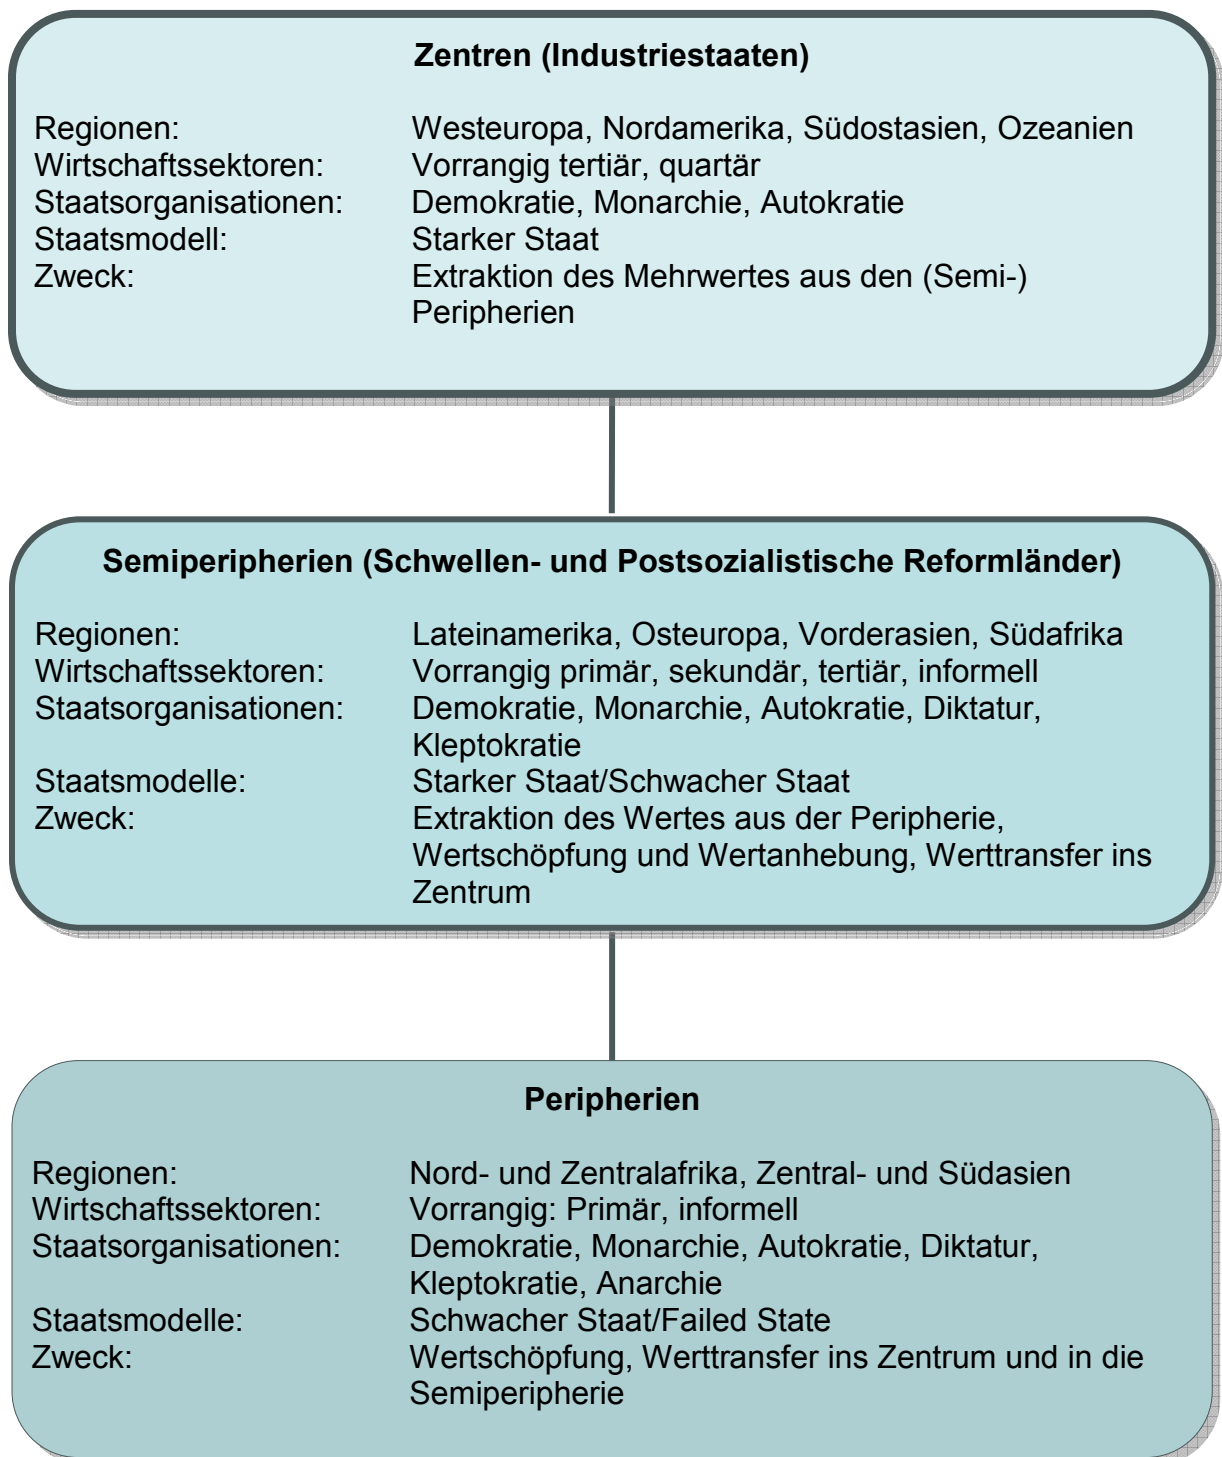 Zentren (Industriestaaten)
Regionen: Westeuropa, Nordamerika, Südostasien, Ozeanien
Wirtschaftssektoren: Vorrangig tertiär, quartär
Staatsorganisationen: Demokratie, Monarchie, Autokratie
Staatsmodell: Starker Staat
Zweck: Extraktion des Mehrwertes aus den (Semi-)
Peripherien
Semiperipherien (Schwellen- und Postsozialistische Reformländer)
Regionen: Lateinamerika, Osteuropa, Vorderasien, Südafrika
Wirtschaftssektoren: Vorrangig primär, sekundär, tertiär, informell
Staatsorganisationen: Demokratie, Monarchie, Autokratie, Diktatur,
Kleptokratie
Staatsmodelle: Starker Staat/Schwacher Staat
Zweck: Extraktion des Wertes aus der Peripherie,
Wertschöpfung und Wertanhebung, Werttransfer ins
Zentrum
Peripherien
Regionen: Nord- und Zentralafrika, Zentral- und Südasien
Wirtschaftssektoren: Vorrangig: Primär, informell
Staatsorganisationen: Demokratie, Monarchie, Autokratie, Diktatur,
Kleptokratie, Anarchie
Staatsmodelle: Schwacher Staat/Failed State
Zweck: Wertschöpfung, Werttransfer ins Zentrum und in die
Semiperipherie